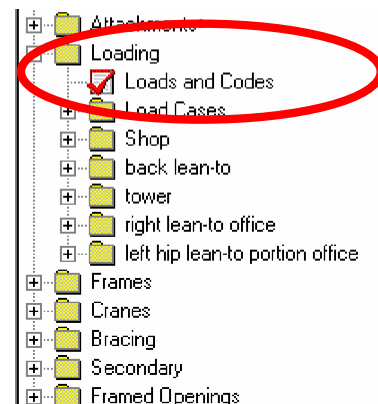 Attachments
Loading
Loads and Codes
Load Cases
Shop
back lean-to
tower
right lean-to office
left hip lean-to portion office
Frames
Cranes
Bracing
Secondary
Framed Openings